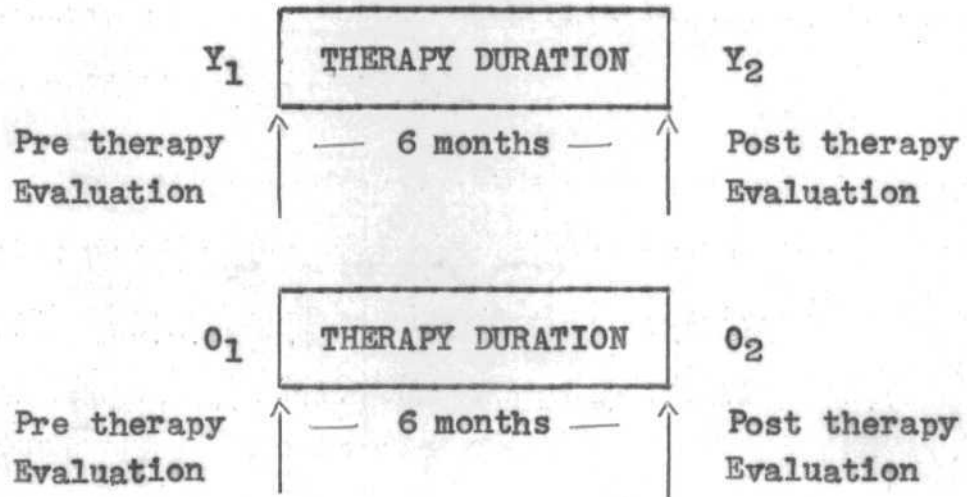 Y1 THERAPY DURATION Y2
Pre therapy — 6 months — Post therapy
Evaluation Evaluation
O1 THERAPY DURATION O2
Pre therapy — 6 months — Post therapy
Evaluation Evaluation